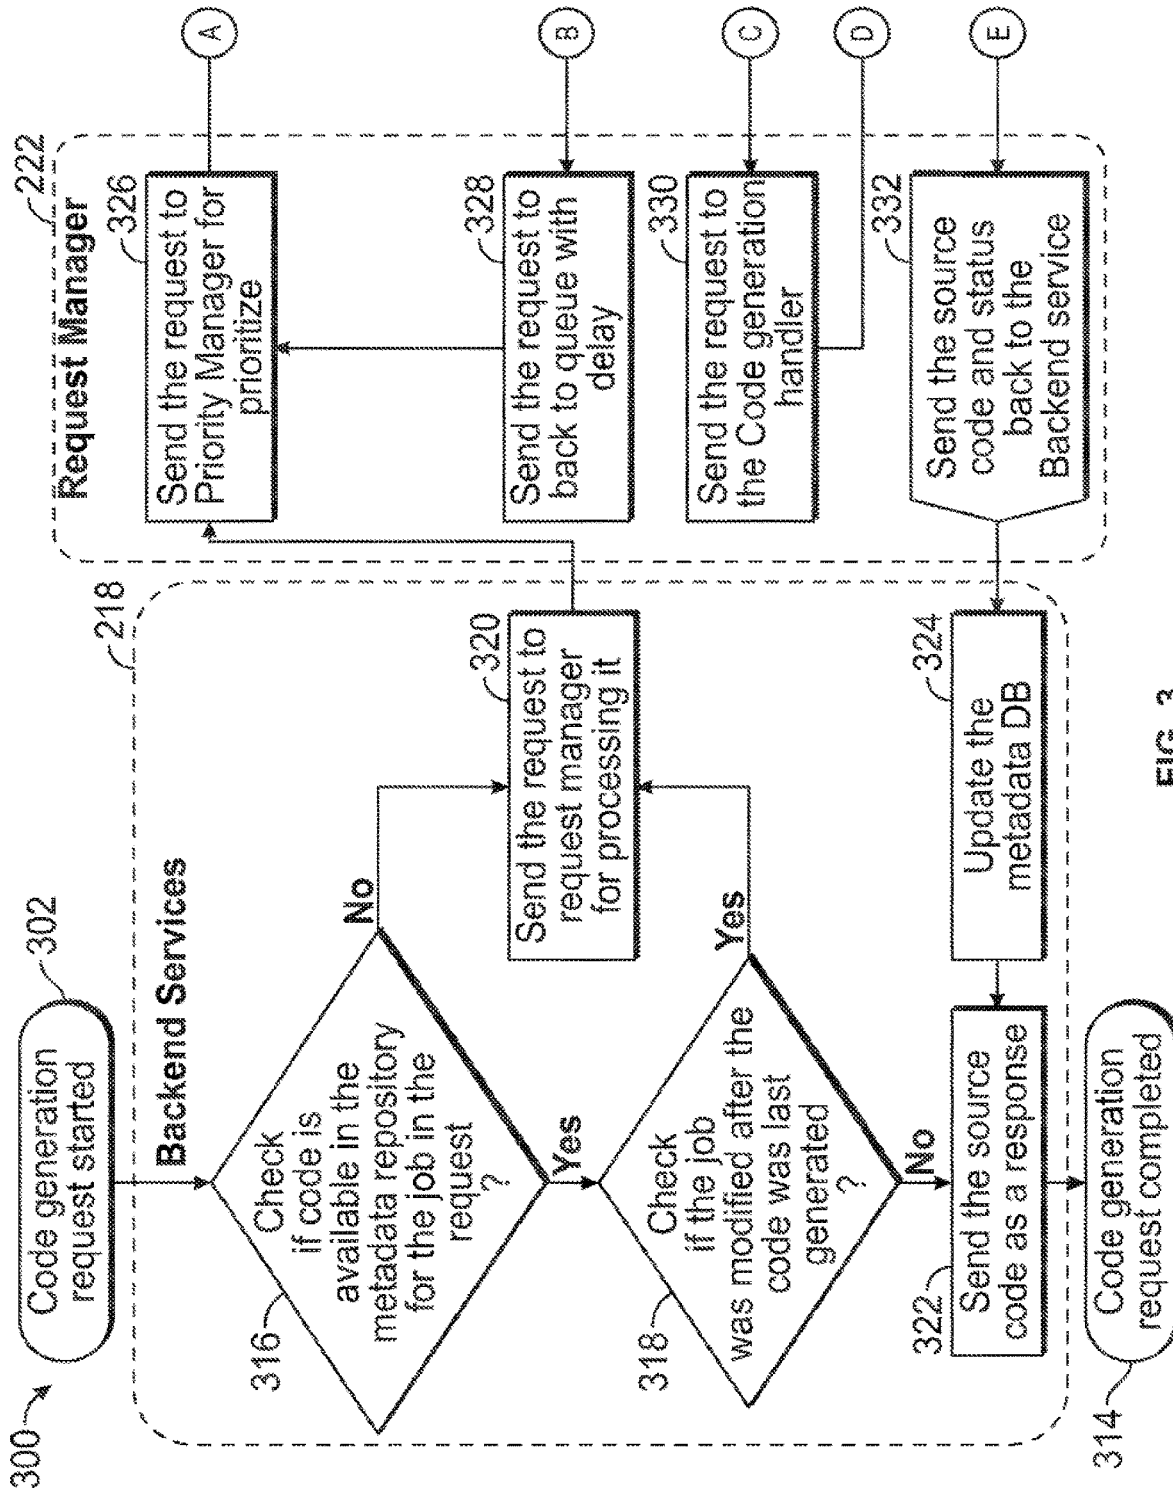 300
Code generation
request started
302
218
Backend Services
316
Check
if code is
available in the
metadata repository
for the job in the
request
?
No
Yes
318
Check
if the job
was modified after the
code was last
generated
?
Yes
No
320
Send the request to
request manager
for processing it
322
Send the source
code as a response
324
Update the
metadata DB
314
Code generation
request completed
222
Request Manager
326
Send the request to
Priority Manager for
prioritize
A
328
Send the request to
back to queue with
delay
B
330
Send the request to
the Code generation
handler
C
D
332
Send the source
code and status
back to the
Backend service
E
FIG. 3